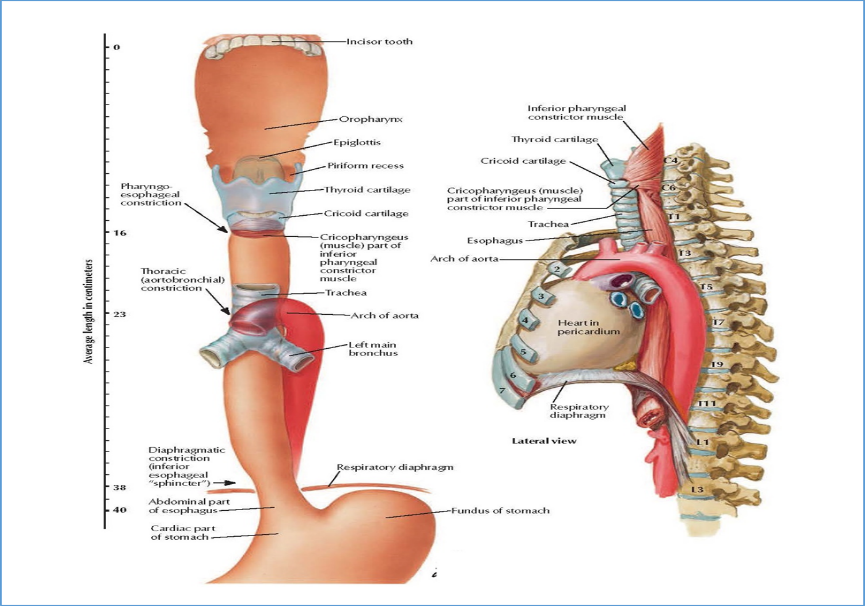 0
Incisor tooth
Oropharynx
Epiglottis
Piriform recess
Thyroid cartilage
Pharyngo-
esophageal
constriction
Cricoid cartilage
16
Cricopharyngeus
(muscle) part of
inferior
pharyngeal
constrictor
muscle
Thoracic
(aortobronchial)
constriction
Trachea
23
Arch of aorta
Left main
bronchus
Average length in centimeters
Diaphragmatic
constriction
(inferior
esophageal
"sphincter")
Respiratory diaphragm
38
Abdominal part
of esophagus
40
Fundus of stomach
Cardiac part
of stomach
Inferior pharyngeal
constrictor muscle
Thyroid cartilage
Cricoid cartilage
Cricopharyngeus (muscle)
part of inferior pharyngeal
constrictor muscle
Trachea
Esophagus
Arch of aorta
C4
C6
T1
T3
T5
T7
T9
T11
L1
L3
2
3
4
5
6
7
Heart in
pericardium
Respiratory
diaphragm
Lateral view
i